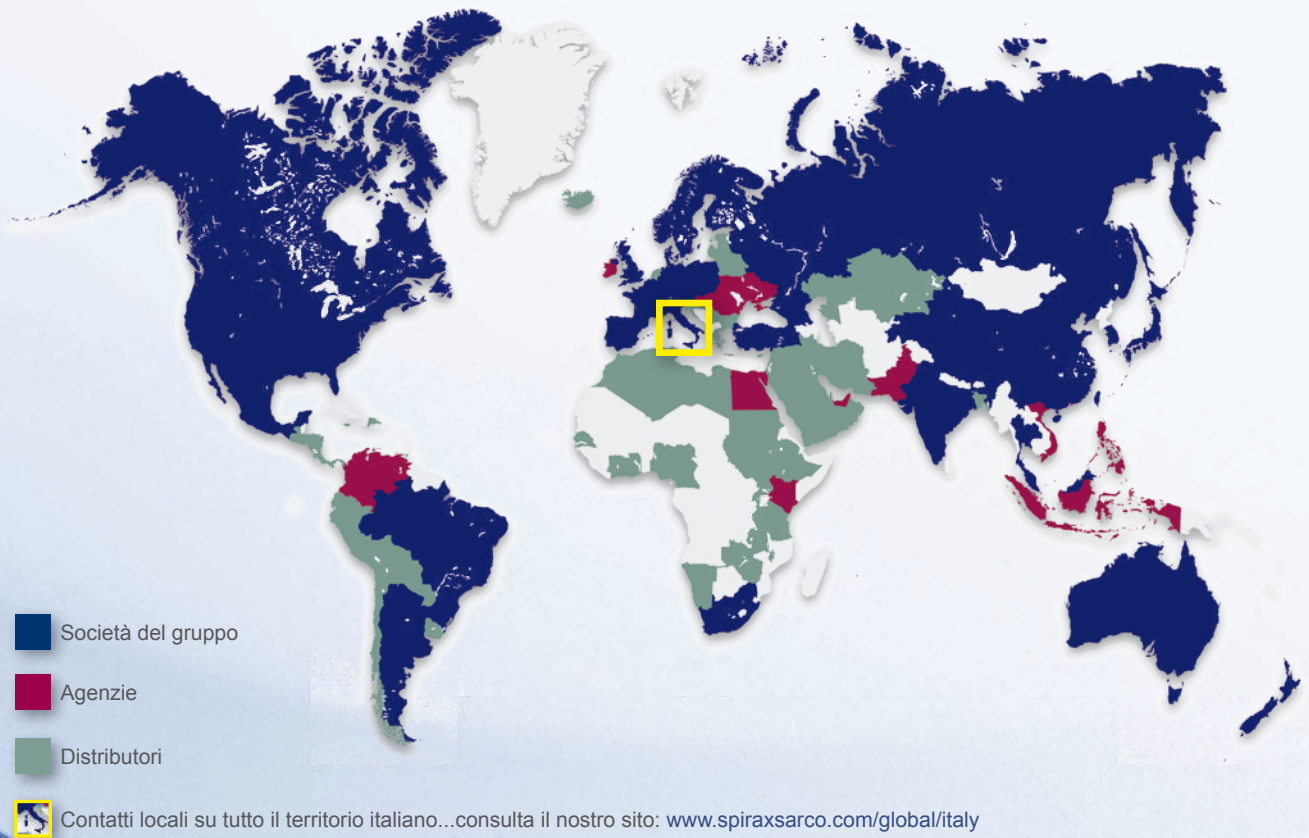 Società del gruppo
Agenzie
Distributori
Contatti locali su tutto il territorio italiano...consulta il nostro sito: www.spiraxsarco.com/global/italy